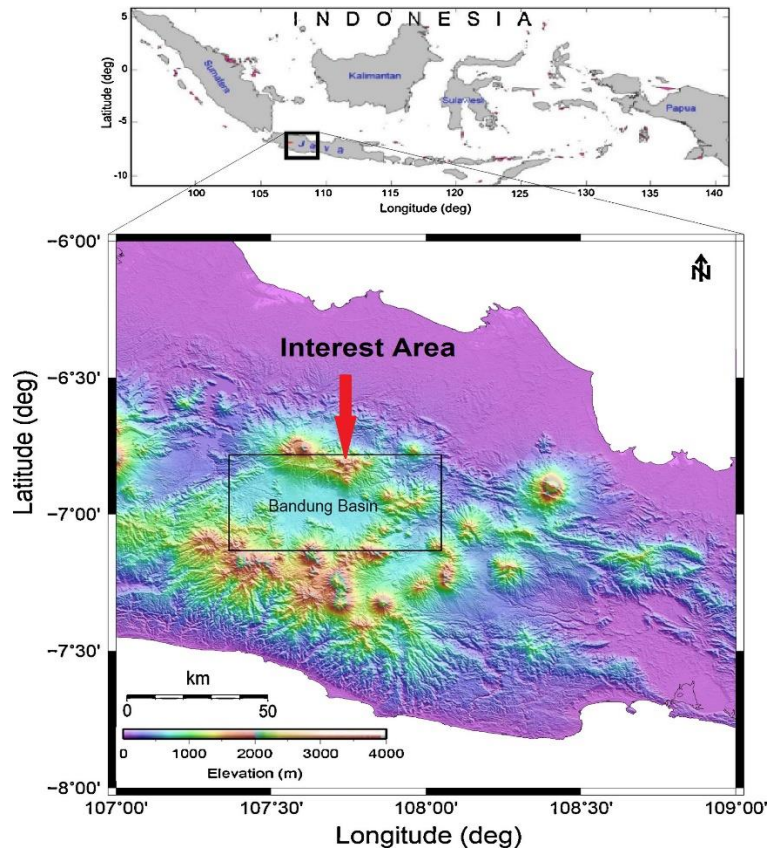 I N D O N E S I A
5
0
-5
-10
Latitude (deg)
Sumatera
Kalimantan
Sulawesi
Papua
J a v a
100 105 110 115 120 125 130 135 140
Longitude (deg)
-6°00'
-6°30'
-7°00'
-7°30'
-8°00'
Latitude (deg)
N
Interest Area
Bandung Basin
km
0 50
0 1000 2000 3000 4000
Elevation (m)
107°00' 107°30' 108°00' 108°30' 109°00'
Longitude (deg)